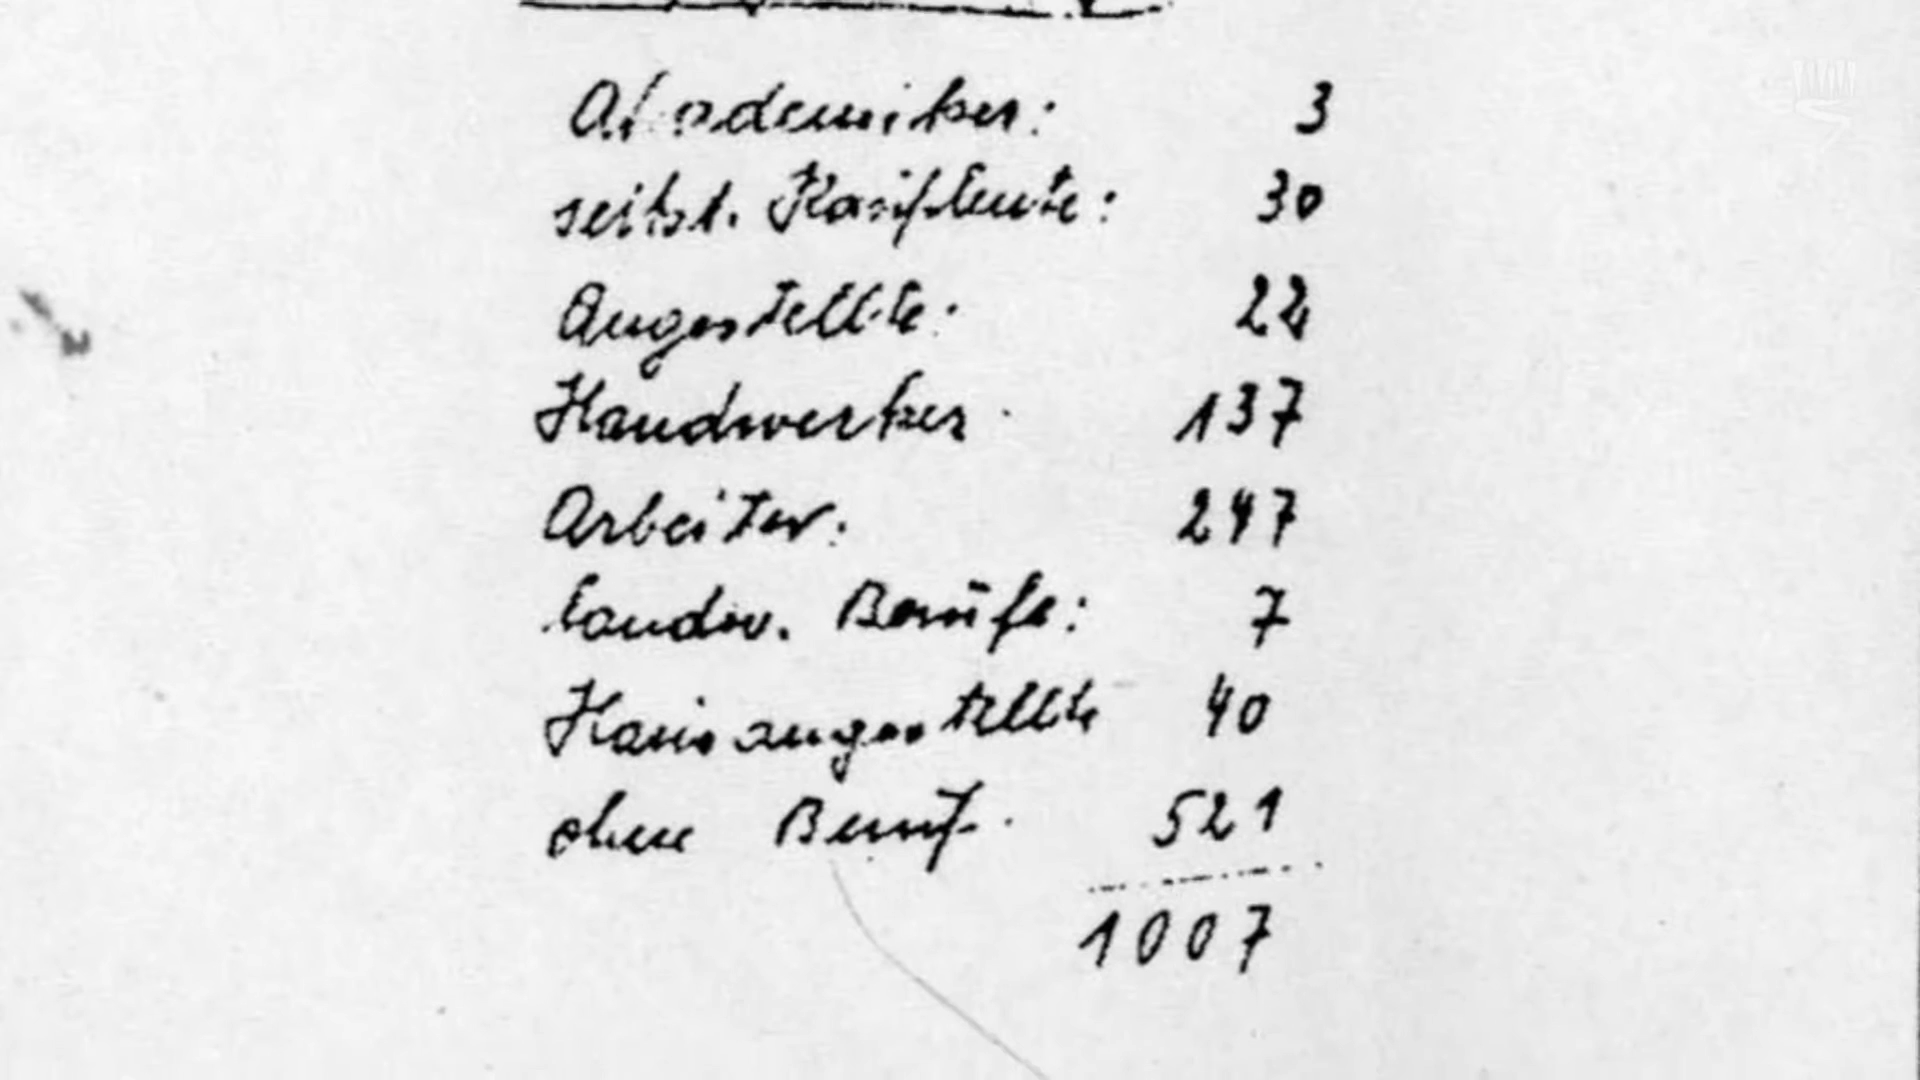 Akademiker: 3
selbst. Kaufleute: 30
Angestellte: 22
Handwerker 137
Arbeiter: 247
landw. Berufe: 7
Hausangestellte 40
ohne Beruf. 521
1007